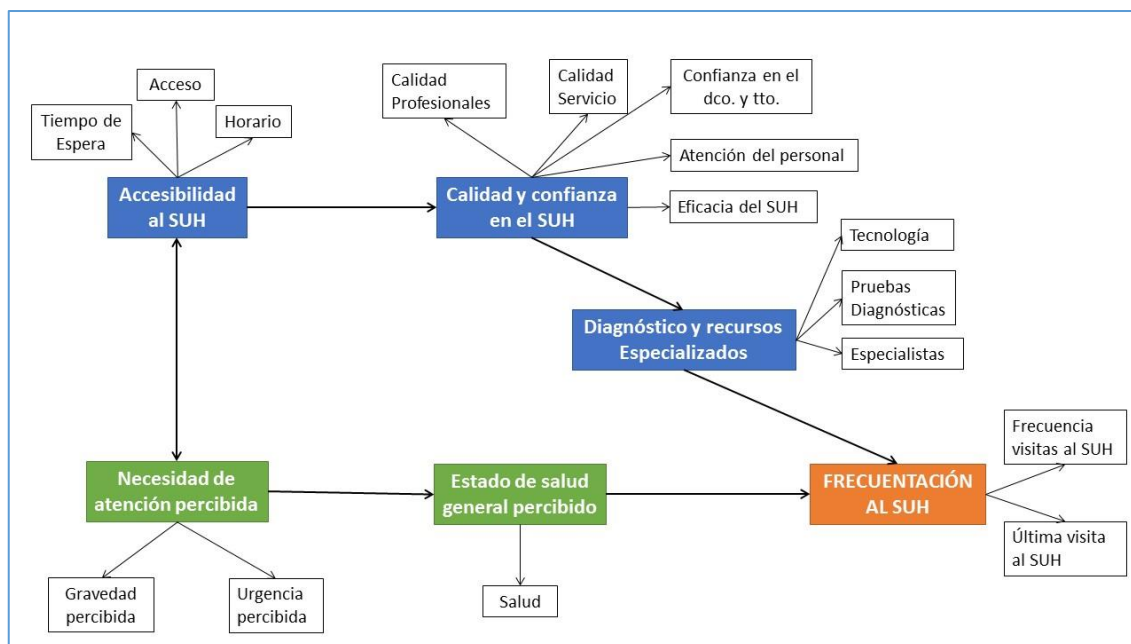 Acceso
Tiempo de
Espera
Horario
Accesibilidad
al SUH
Calidad
Profesionales
Calidad
Servicio
Confianza en el
dco. y tto.
Atención del personal
Eficacia del SUH
Calidad y confianza
en el SUH
Tecnología
Pruebas
Diagnósticas
Especialistas
Diagnóstico y recursos
Especializados
Necesidad de
atención percibida
Gravedad
percibida
Urgencia
percibida
Estado de salud
general percibido
Salud
FRECUENTACIÓN
AL SUH
Frecuencia
visitas al SUH
Última visita
al SUH